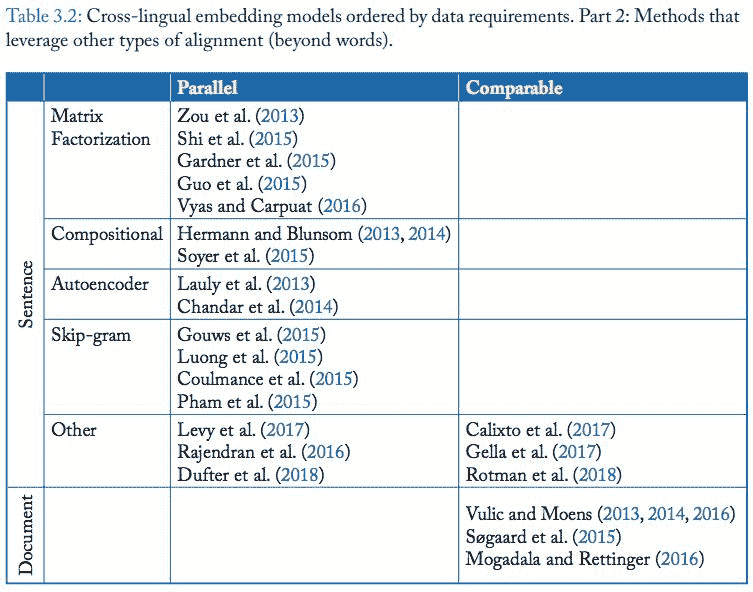 Table 3.2: Cross-lingual embedding models ordered by data requirements. Part 2: Methods that
leverage other types of alignment (beyond words).
Parallel Comparable
Sentence
Matrix Factorization
Zou et al. (2013)
Shi et al. (2015)
Gardner et al. (2015)
Guo et al. (2015)
Vyas and Carpuat (2016)
Compositional Hermann and Blunsom (2013, 2014)
Soyer et al. (2015)
Autoencoder Lauly et al. (2013)
Chandar et al. (2014)
Skip-gram Gouws et al. (2015)
Luong et al. (2015)
Coulmance et al. (2015)
Pham et al. (2015)
Other Levy et al. (2017) Calixto et al. (2017)
Rajendran et al. (2016) Gella et al. (2017)
Dufter et al. (2018) Rotman et al. (2018)
Document
Vulic and Moens (2013, 2014, 2016)
Søgaard et al. (2015)
Mogadala and Rettinger (2016)